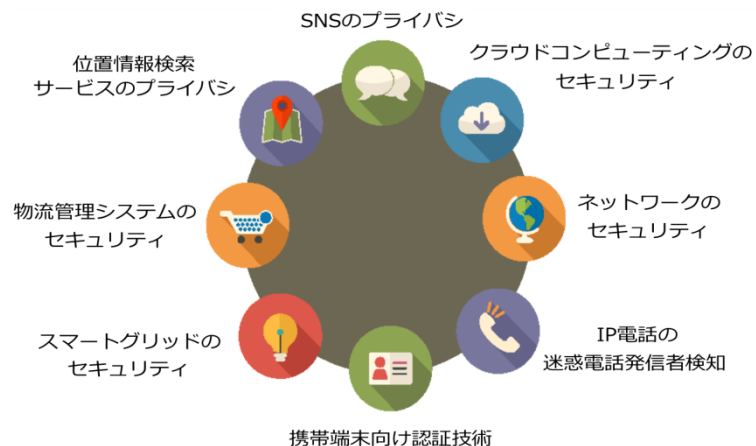 SNSのプライバシ
クラウドコンピューティングの
セキュリティ
位置情報検索
サービスのプライバシ
物流管理システムの
セキュリティ
ネットワークの
セキュリティ
スマートグリッドの
セキュリティ
IP電話の
迷惑電話発信者検知
携帯端末向け認証技術